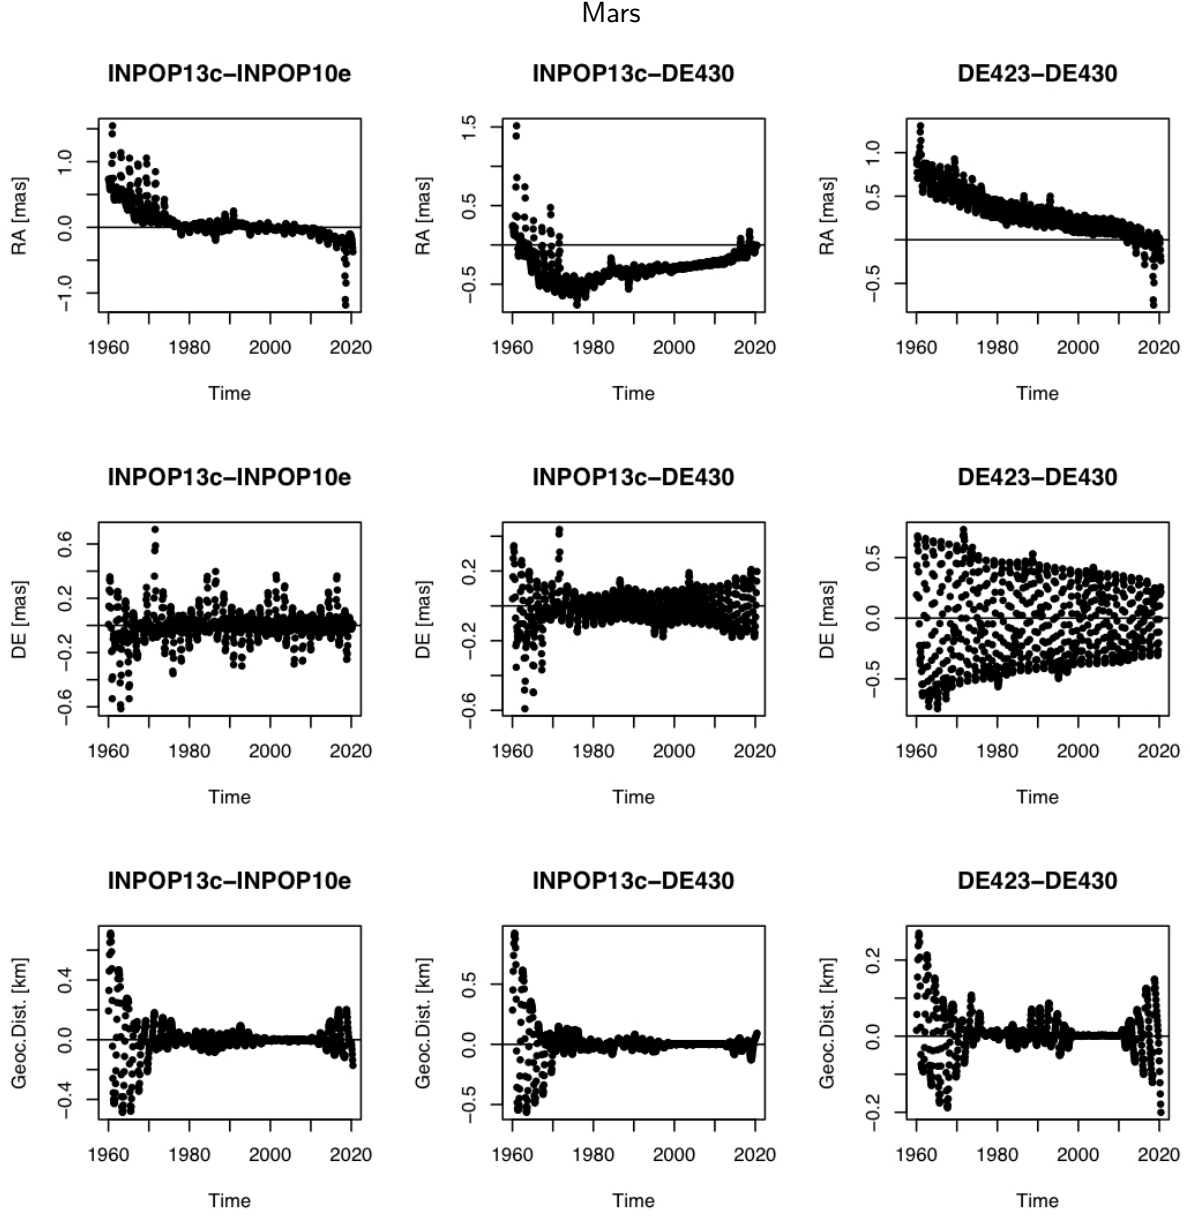 Mars
INPOP13c−INPOP10e
INPOP13c−DE430
DE423−DE430
RA [mas]
−1.0 0.0 1.0
1960 1980 2000 2020
Time
RA [mas]
−0.5 0.5 1.5
1960 1980 2000 2020
Time
RA [mas]
−0.5 0.5 1.0
1960 1980 2000 2020
Time
INPOP13c−INPOP10e
INPOP13c−DE430
DE423−DE430
DE [mas]
−0.6 −0.2 0.2 0.6
1960 1980 2000 2020
Time
DE [mas]
−0.6 −0.2 0.2
1960 1980 2000 2020
Time
DE [mas]
−0.5 0.0 0.5
1960 1980 2000 2020
Time
INPOP13c−INPOP10e
INPOP13c−DE430
DE423−DE430
Geoc.Dist. [km]
−0.4 0.0 0.4
1960 1980 2000 2020
Time
Geoc.Dist. [km]
−0.5 0.0 0.5
1960 1980 2000 2020
Time
Geoc.Dist. [km]
−0.2 0.0 0.2
1960 1980 2000 2020
Time